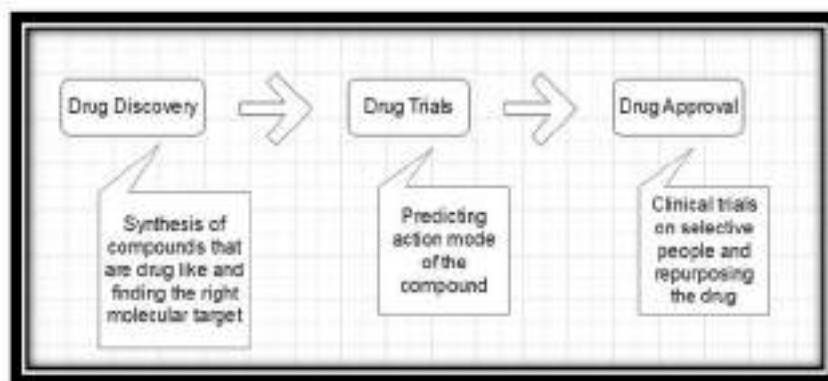 Drug Discovery
Drug Trials
Drug Approval
Synthesis of
compounds that
are drug like and
finding the right
molecular target
Predicting
action mode
of the
compound
Clinical trials
on selective
people and
repurposing
the drug